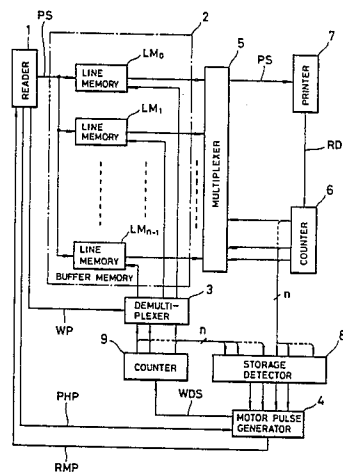 1
2
PS
LM0
5
READER
LINE MEMORY
PS
7
PRINTER
LM1
LINE MEMORY
MULTIPLEXER
RD
6
LMn-1
LINE MEMORY
COUNTER
BUFFER MEMORY
3
DEMULTI-PLEXER
n
WP
9
n
8
COUNTER
STORAGE DETECTOR
WDS
4
PHP
MOTOR PULSE GENERATOR
RMP